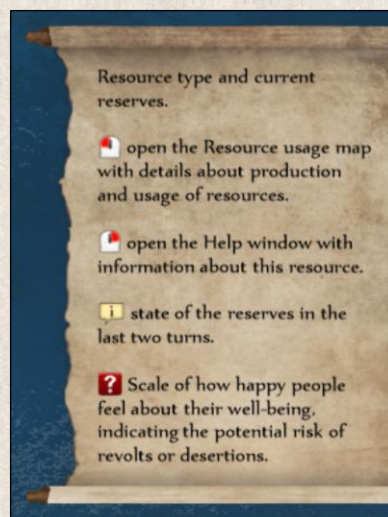 Resource type and current
reserves.
open the Resource usage map
with details about production
and usage of resources.
open the Help window with
information about this resource.
i state of the reserves in the
last two turns.
? Scale of how happy people
feel about their well-being,
indicating the potential risk of
revolts or desertions.